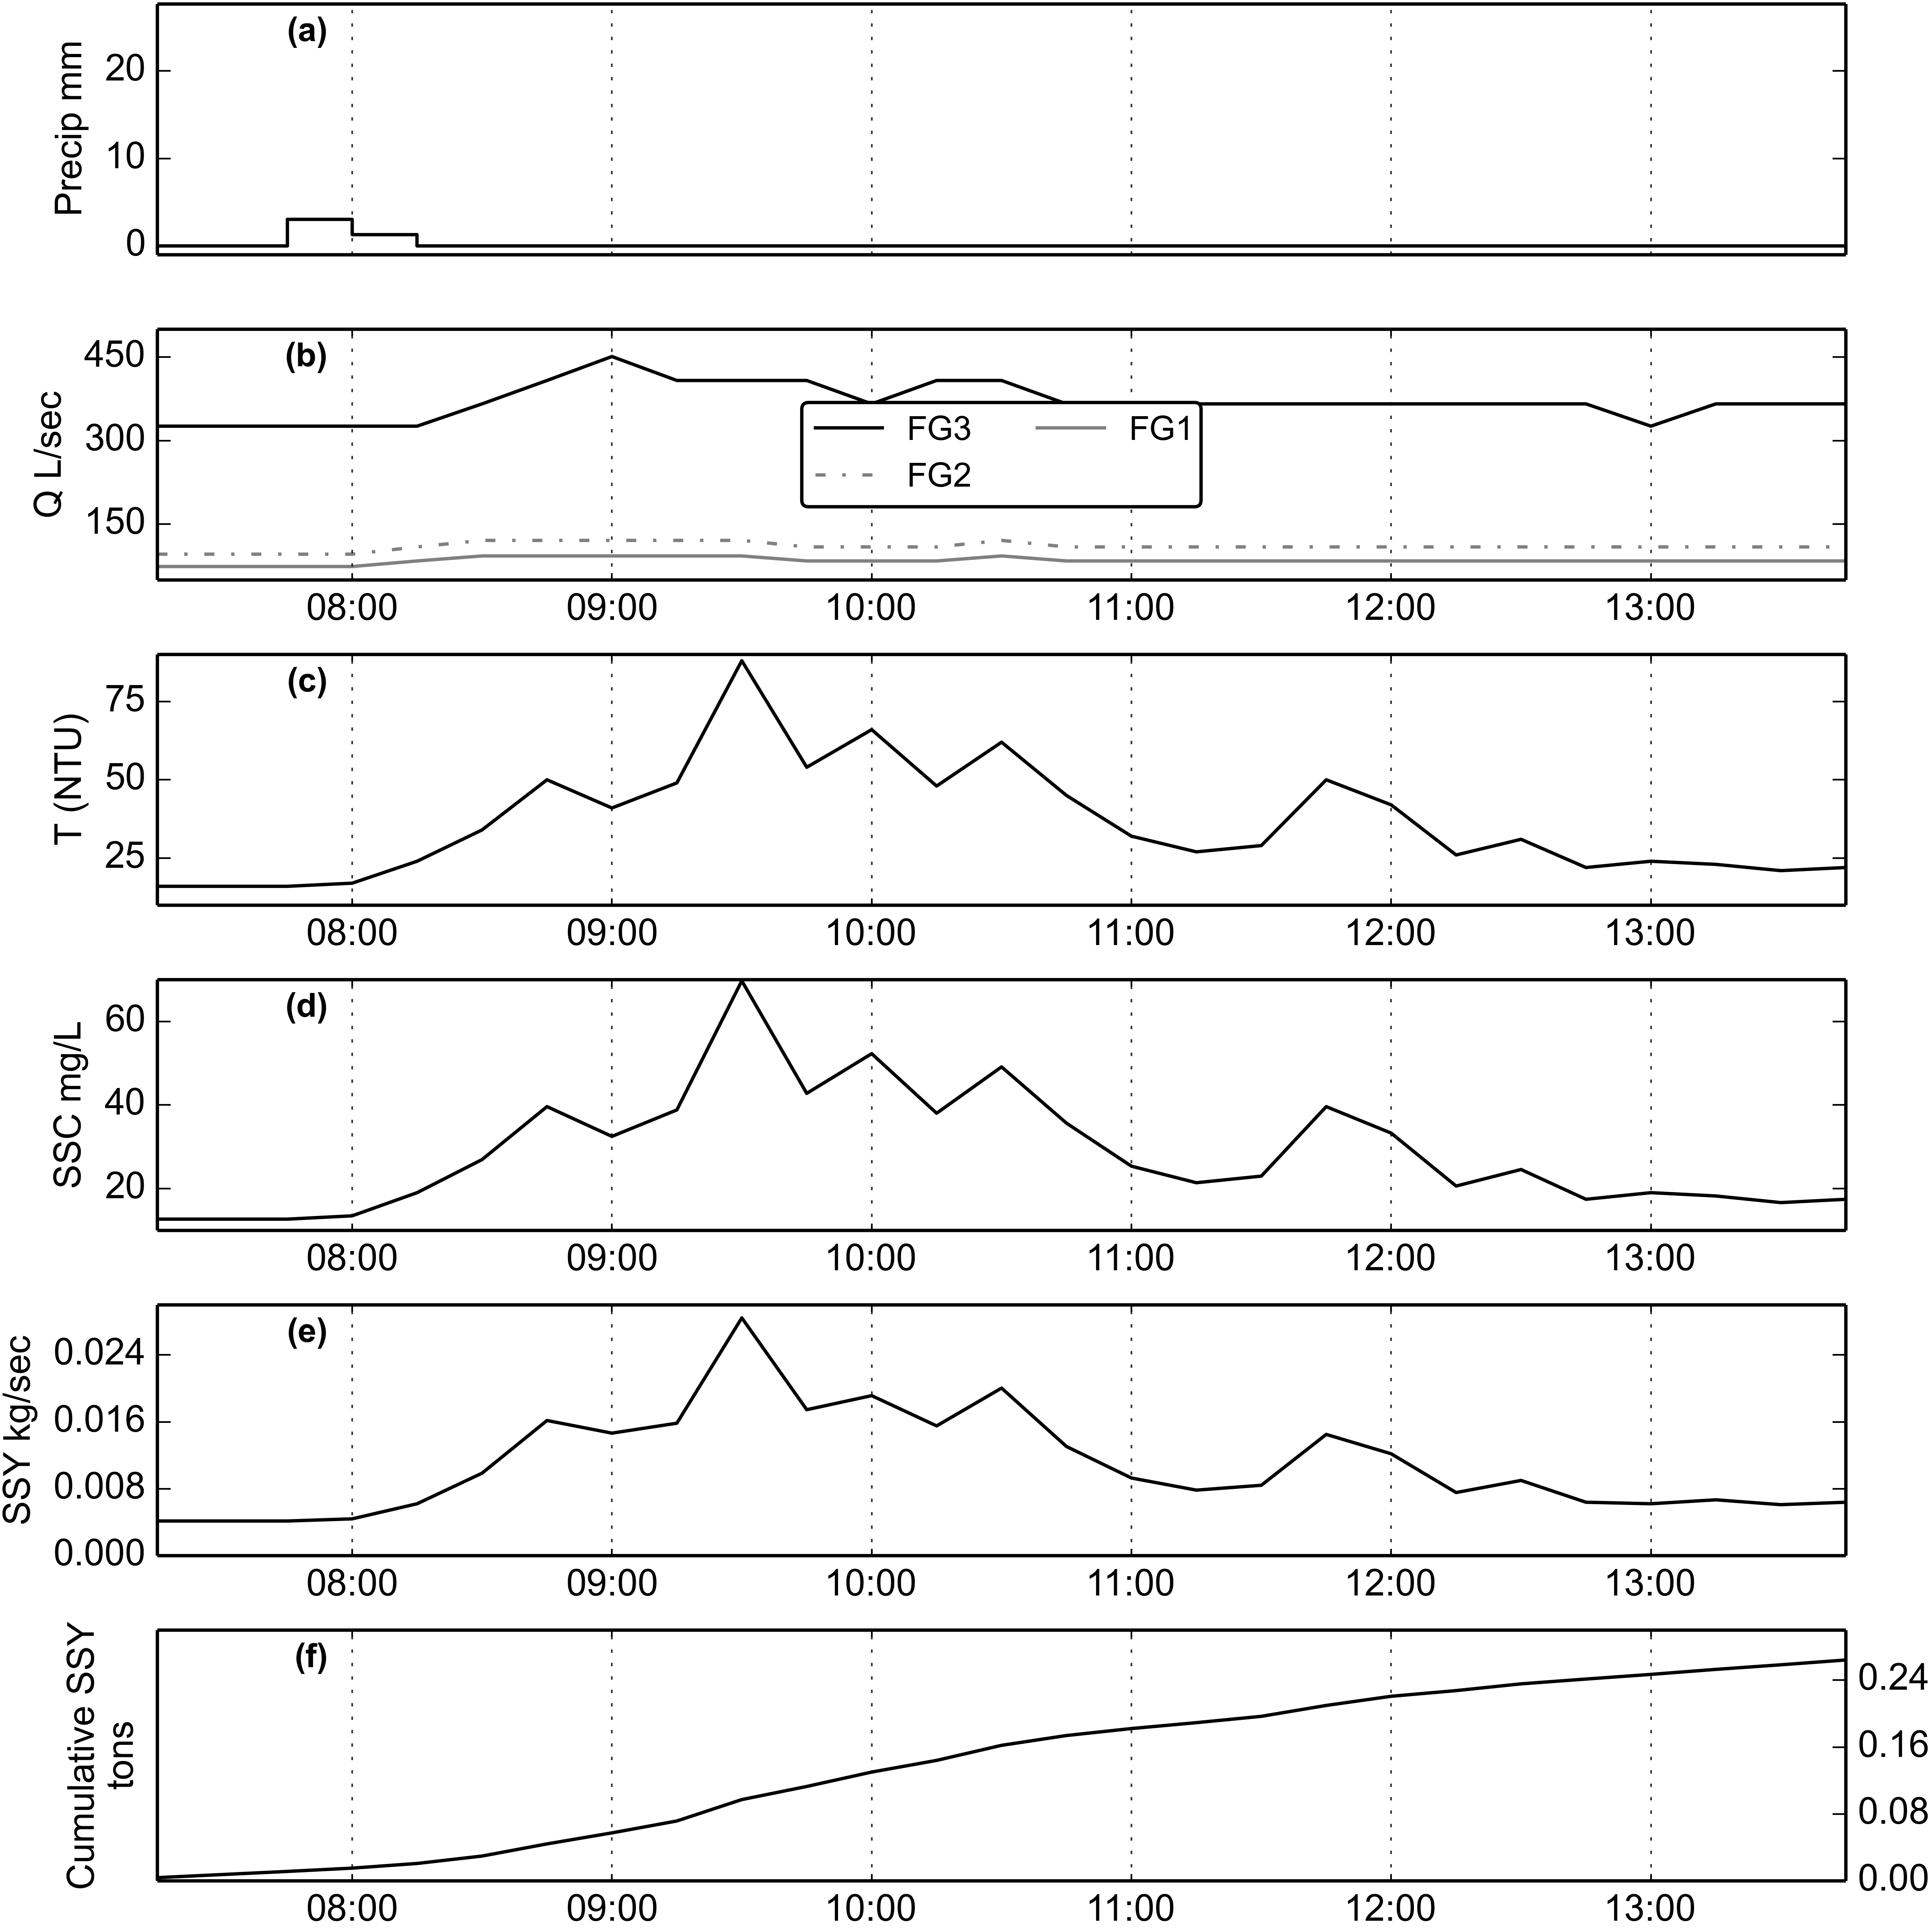 (a)
Precip mm
20
10
0
(b)
Q L/sec
450
300
150
FG3 FG1
FG2
08:00 09:00 10:00 11:00 12:00 13:00
(c)
T (NTU)
75
50
25
08:00 09:00 10:00 11:00 12:00 13:00
(d)
SSC mg/L
60
40
20
08:00 09:00 10:00 11:00 12:00 13:00
(e)
SSY kg/sec
0.024
0.016
0.008
0.000
08:00 09:00 10:00 11:00 12:00 13:00
(f)
Cumulative SSY
tons
0.24
0.16
0.08
0.00
08:00 09:00 10:00 11:00 12:00 13:00